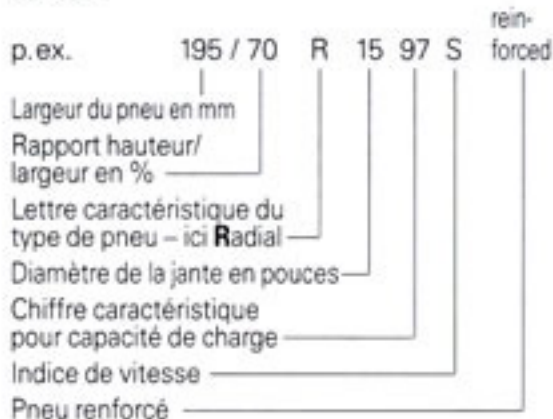 rein-
p.ex. 195 / 70 R 15 97 S forced
Largeur du pneu en mm
Rapport hauteur/
largeur en %
Lettre caractéristique du
type de pneu – ici Radial
Diamètre de la jante en pouces
Chiffre caractéristique
pour capacité de charge
Indice de vitesse
Pneu renforcé